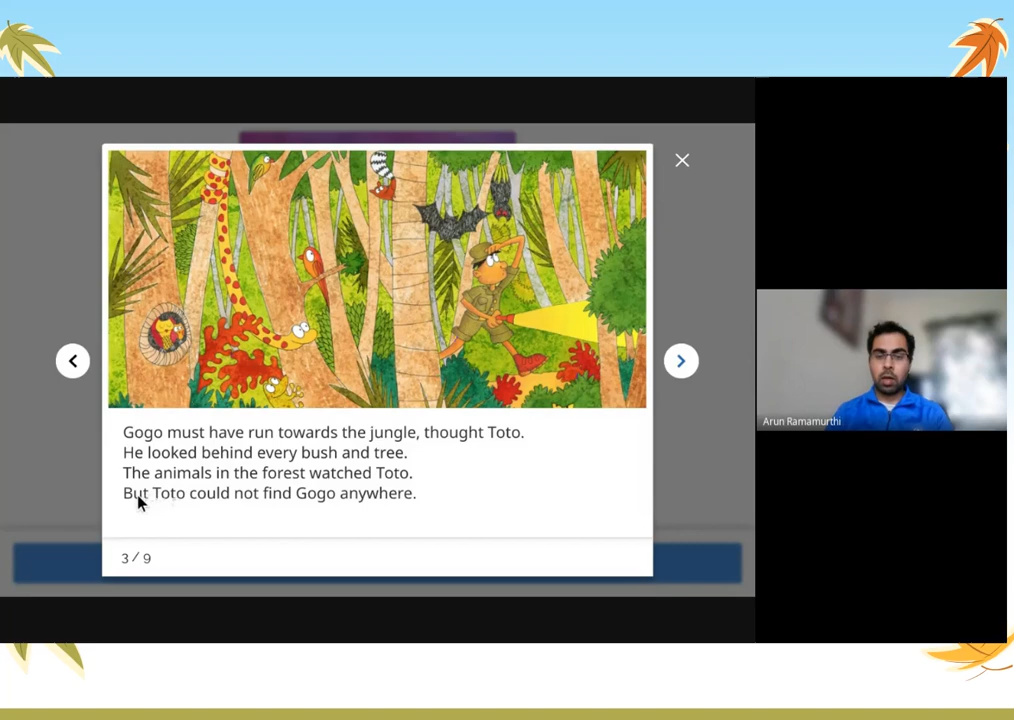 Gogo must have run towards the jungle, thought Toto.
He looked behind every bush and tree.
The animals in the forest watched Toto.
But Toto could not find Gogo anywhere.
3 / 9
Arun Ramamurthi